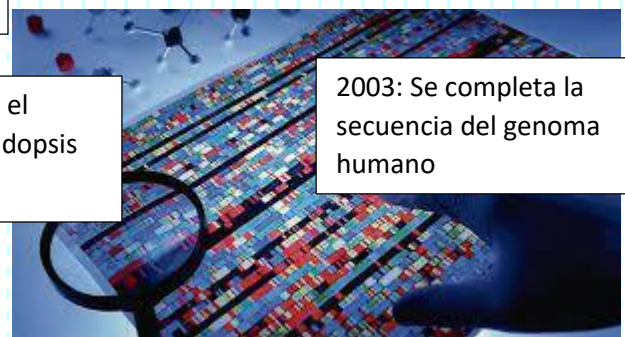 el
dopsis
2003: Se completa la
secuencia del genoma
humano